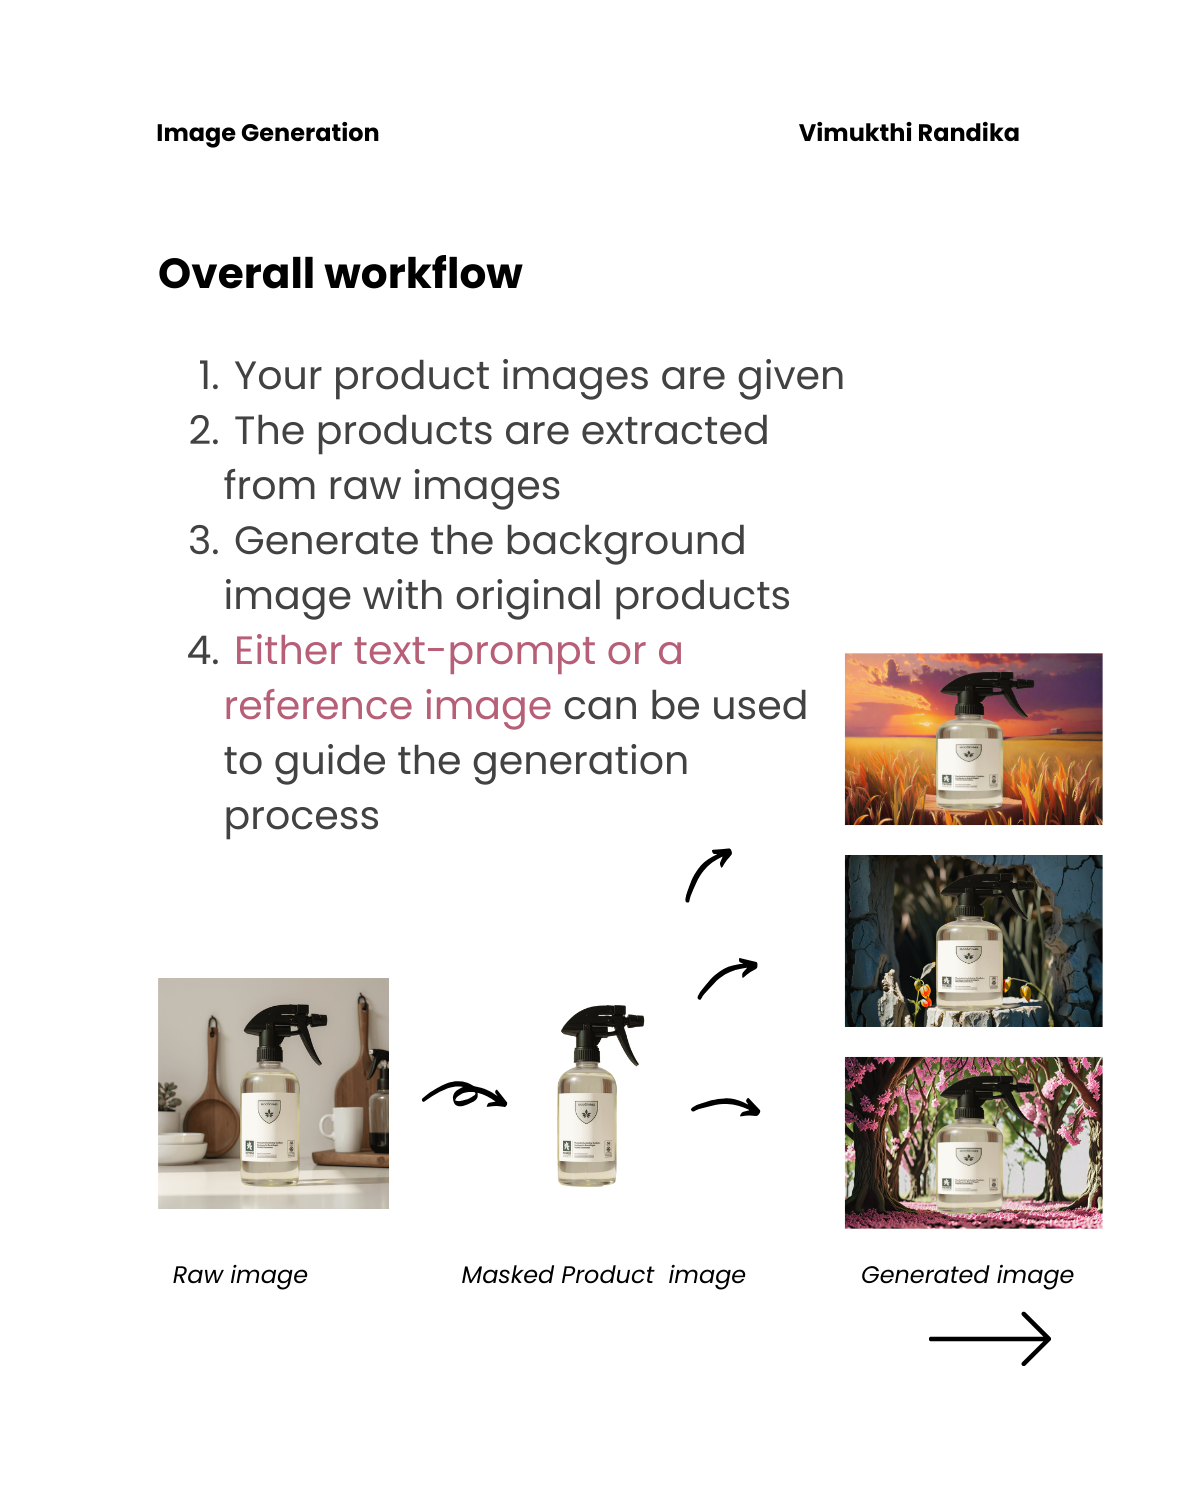 Image Generation
Vimukthi Randika
Overall workflow
1. Your product images are given
2. The products are extracted
from raw images
3. Generate the background
image with original products
4. Either text-prompt or a
reference image can be used
to guide the generation
process
Raw image
Masked Product image
Generated image